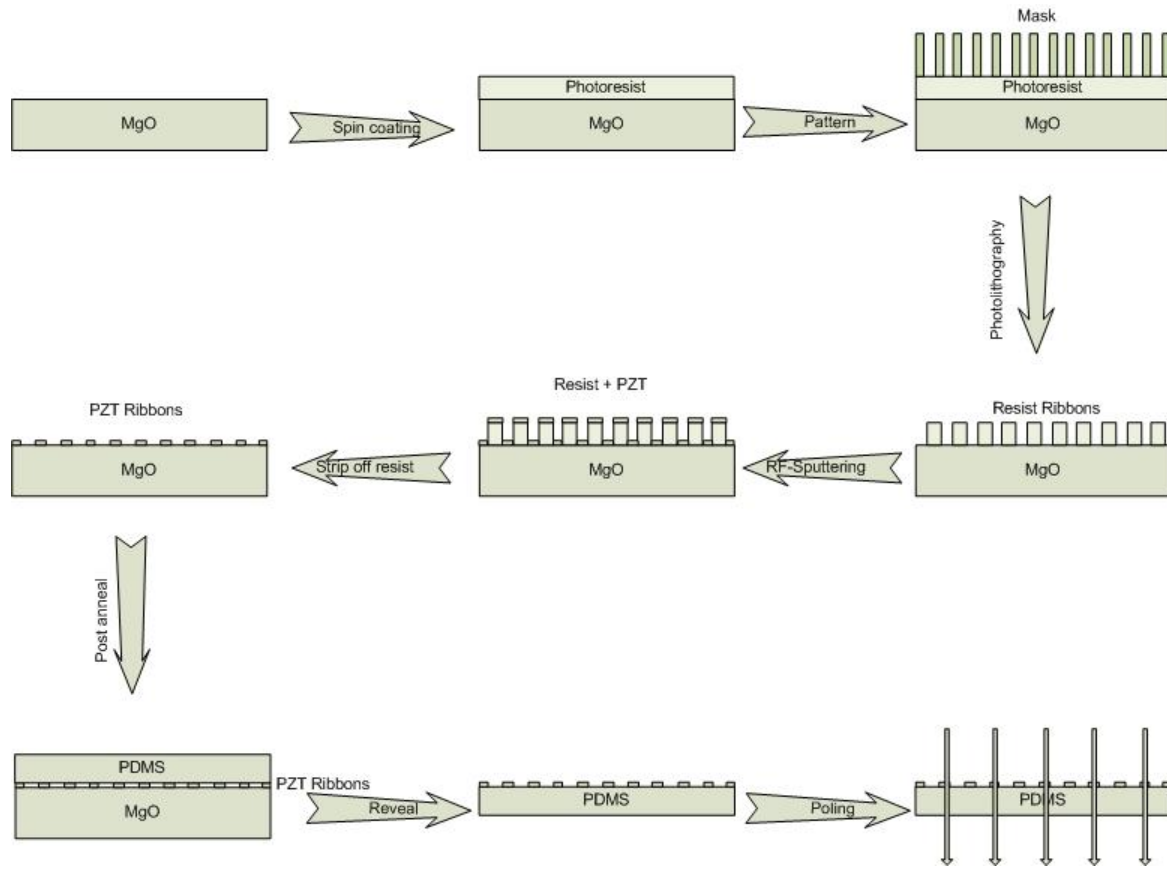 Mask
Photoresist
Photoresist
MgO
Spin coating
MgO
Pattern
MgO
Photolithography
Resist + PZT
PZT Ribbons
Resist Ribbons
MgO
Strip off resist
MgO
RF-Sputtering
MgO
Post anneal
PDMS
PZT Ribbons
MgO
Reveal
PDMS
Poling
PDMS